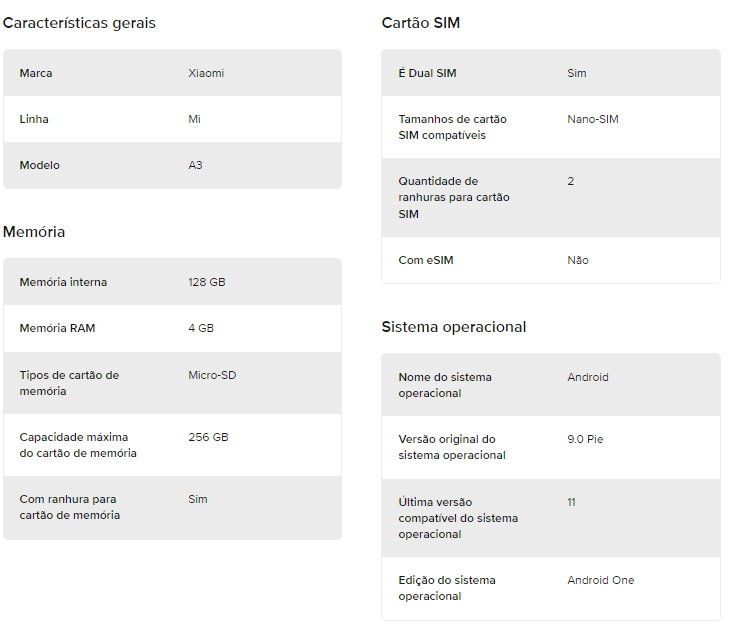 Características gerais
Marca Xiaomi
Linha Mi
Modelo A3
Memória
Memória interna 128 GB
Memória RAM 4 GB
Tipos de cartão de Micro-SD
memória
Capacidade máxima 256 GB
do cartão de memória
Com ranhura para Sim
cartão de memória
Cartão SIM
É Dual SIM Sim
Tamanhos de cartão Nano-SIM
SIM compatíveis
Quantidade de 2
ranhuras para cartão
SIM
Com eSIM Não
Sistema operacional
Nome do sistema Android
operacional
Versão original do 9.0 Pie
sistema operacional
Última versão 11
compatível do sistema
operacional
Edição do sistema Android One
operacional